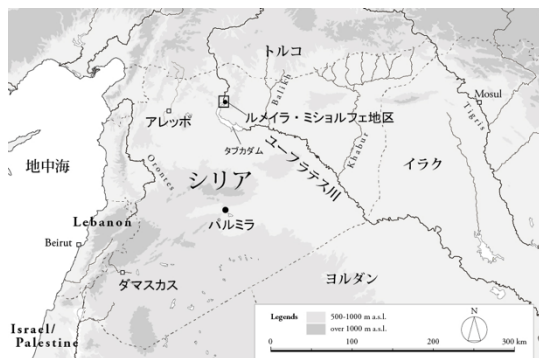 トルコ
Balikh
Mosul
アレッポ
ルメイラ・ミショルフェ地区
Tigris
タブカダム
Khabur
ユーフラテス川
地中海
Orontes
シリア
イラク
Lebanon
パルミラ
Beirut
ダマスカス
ヨルダン
Israel/
Palestine
Legends
500-1000 m a.s.l.
over 1000 m a.s.l.
N
0 100 200 300 km